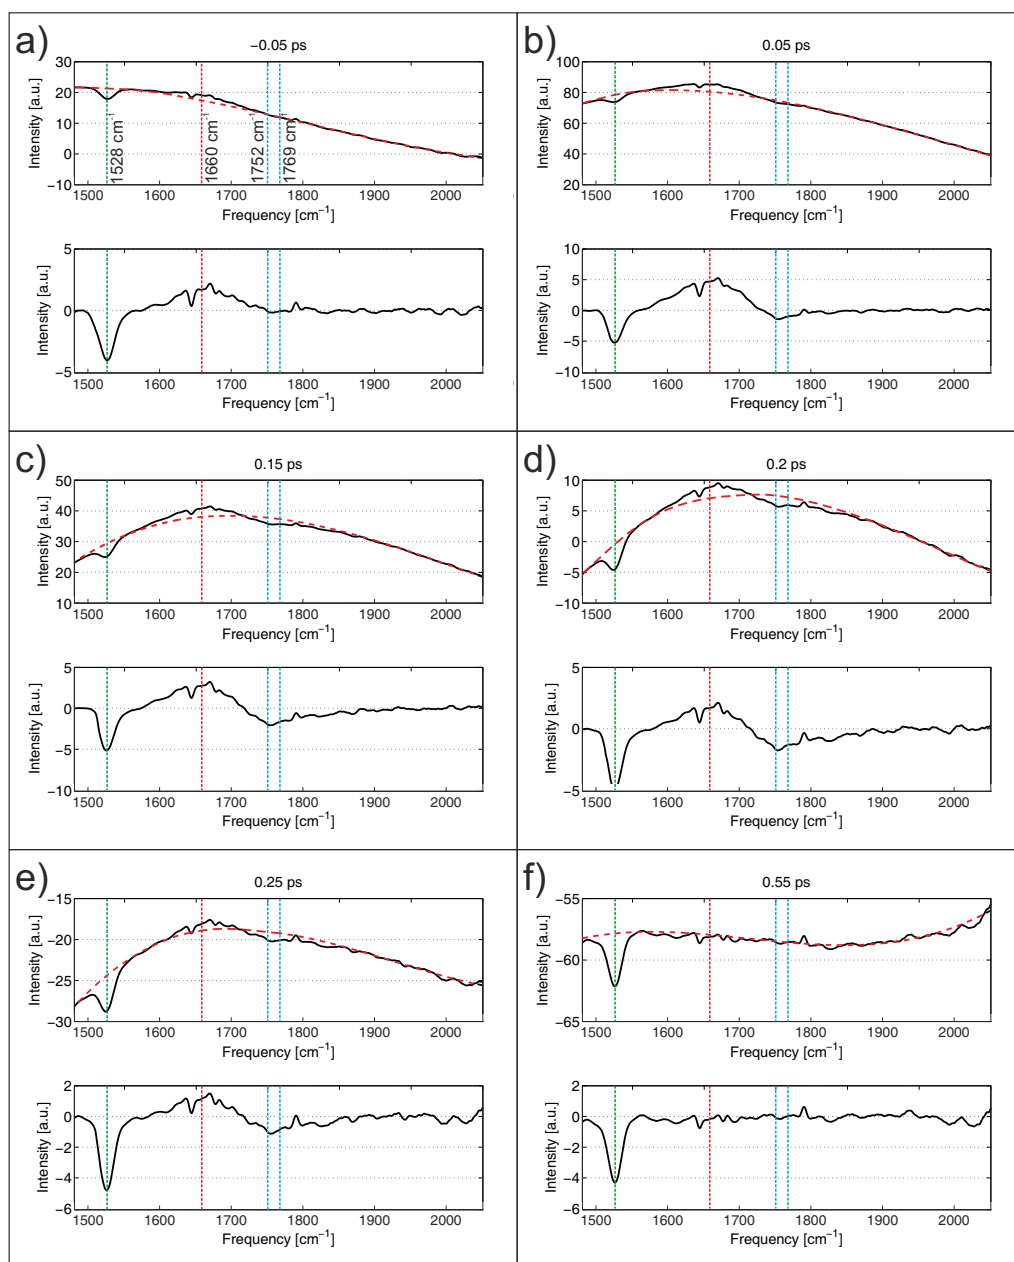 a)
−0.05 ps
Intensity [a.u.]
30
20
10
0
−10
1528 cm⁻¹
1660 cm⁻¹
1752 cm⁻¹
1769 cm⁻¹
1500 1600 1700 1800 1900 2000
Frequency [cm⁻¹]
Intensity [a.u.]
5
0
−5
1500 1600 1700 1800 1900 2000
Frequency [cm⁻¹]
b)
0.05 ps
Intensity [a.u.]
100
80
60
40
20
1500 1600 1700 1800 1900 2000
Frequency [cm⁻¹]
Intensity [a.u.]
10
5
0
−5
−10
1500 1600 1700 1800 1900 2000
Frequency [cm⁻¹]
c)
0.15 ps
Intensity [a.u.]
50
40
30
20
10
1500 1600 1700 1800 1900 2000
Frequency [cm⁻¹]
Intensity [a.u.]
5
0
−5
−10
1500 1600 1700 1800 1900 2000
Frequency [cm⁻¹]
d)
0.2 ps
Intensity [a.u.]
10
5
0
−5
−10
1500 1600 1700 1800 1900 2000
Frequency [cm⁻¹]
Intensity [a.u.]
5
0
−5
1500 1600 1700 1800 1900 2000
Frequency [cm⁻¹]
e)
0.25 ps
Intensity [a.u.]
−15
−20
−25
−30
1500 1600 1700 1800 1900 2000
Frequency [cm⁻¹]
Intensity [a.u.]
2
0
−2
−4
−6
1500 1600 1700 1800 1900 2000
Frequency [cm⁻¹]
f)
0.55 ps
Intensity [a.u.]
−55
−60
−65
1500 1600 1700 1800 1900 2000
Frequency [cm⁻¹]
Intensity [a.u.]
2
0
−2
−4
−6
1500 1600 1700 1800 1900 2000
Frequency [cm⁻¹]